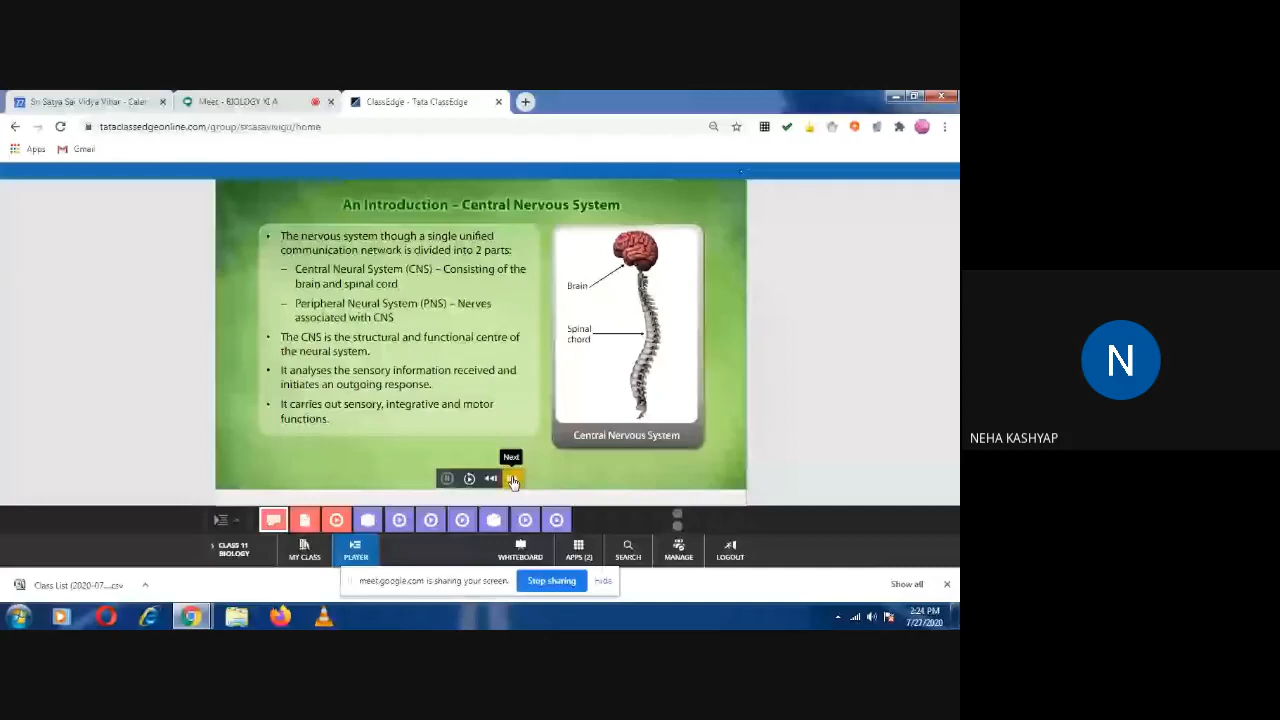 Sri Satya Sai Vidya Vihar - Calen
Meet - BIOLOGY XI A
ClassEdge - Tata ClassEdge
Apps
Gmail
An Introduction – Central Nervous System
• The nervous system though a single unified
communication network is divided into 2 parts:
– Central Neural System (CNS) – Consisting of the
brain and spinal cord
– Peripheral Neural System (PNS) – Nerves
associated with CNS
• The CNS is the structural and functional centre of
the neural system.
• It analyses the sensory information received and
initiates an outgoing response.
• It carries out sensory, integrative and motor
functions.
Brain
Spinal
chord
Central Nervous System
Next
N
NEHA KASHYAP
CLASS 11
BIOLOGY
MY CLASS
PLAYER
WHITEBOARD
APPS (2)
SEARCH
MANAGE
LOGOUT
Class List (2020-07....csv
meet.google.com is sharing your screen.
Stop sharing
Hide
Show all
2:24 PM
7/27/2020